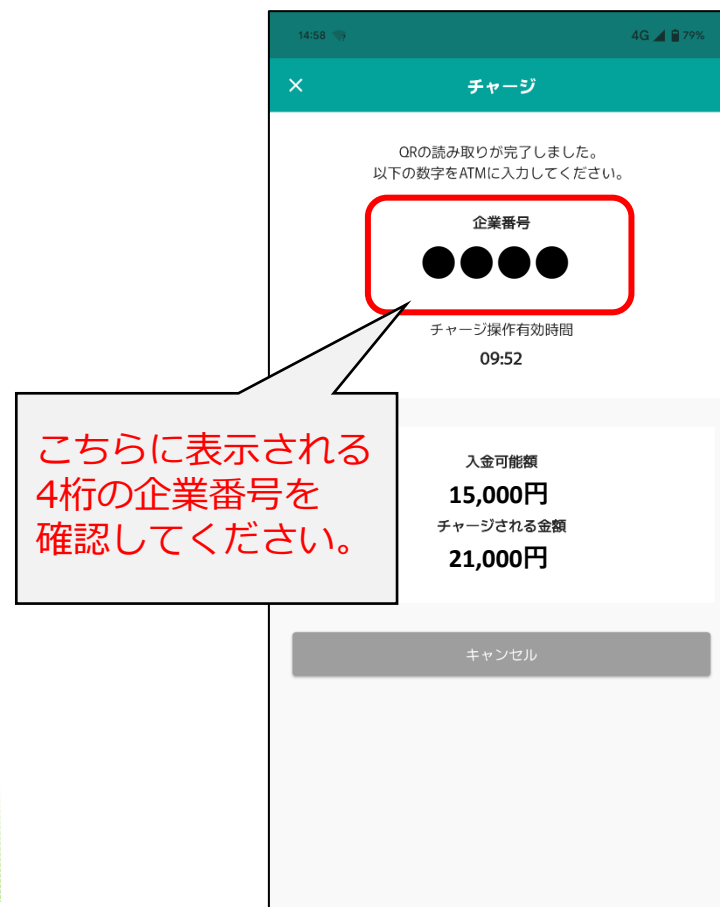 14:58
4G 79%
× チャージ
QRの読み取りが完了しました。
以下の数字をATMに入力してください。
企業番号
●●●●
チャージ操作有効時間
09:52
こちらに表示される
4桁の企業番号を
確認してください。
入金可能額
15,000円
チャージされる金額
21,000円
キャンセル